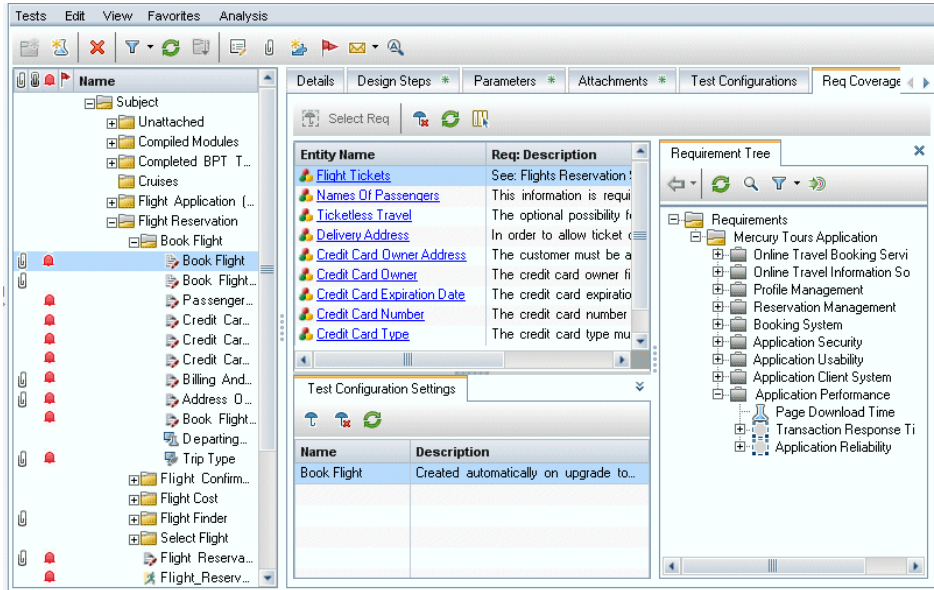 Tests Edit View Favorites Analysis
Name
Subject
Unattached
Compiled Modules
Completed BPT T...
Cruises
Flight Application (...
Flight Reservation
Book Flight
Book Flight
Book Flight...
Passenger...
Credit Car...
Credit Car...
Credit Car...
Billing And...
Address O...
Book Flight...
Departing...
Trip Type
Flight Confirm...
Flight Cost
Flight Finder
Select Flight
Flight Reserva...
Flight_Reserv...
Details Design Steps * Parameters * Attachments * Test Configurations Req Coverage
Select Req
Entity Name Req: Description
Flight Tickets See: Flights Reservation
Names Of Passengers This information is requi
Ticketless Travel The optional possibility f
Delivery Address In order to allow ticket
Credit Card Owner Address The customer must be a
Credit Card Owner The credit card owner fi
Credit Card Expiration Date The credit card expiratio
Credit Card Number The credit card number
Credit Card Type The credit card type mu
Test Configuration Settings
Name Description
Book Flight Created automatically on upgrade to...
Requirement Tree
Requirements
Mercury Tours Application
Online Travel Booking Servi
Online Travel Information So
Profile Management
Reservation Management
Booking System
Application Security
Application Usability
Application Client System
Application Performance
Page Download Time
Transaction Response Ti
Application Reliability